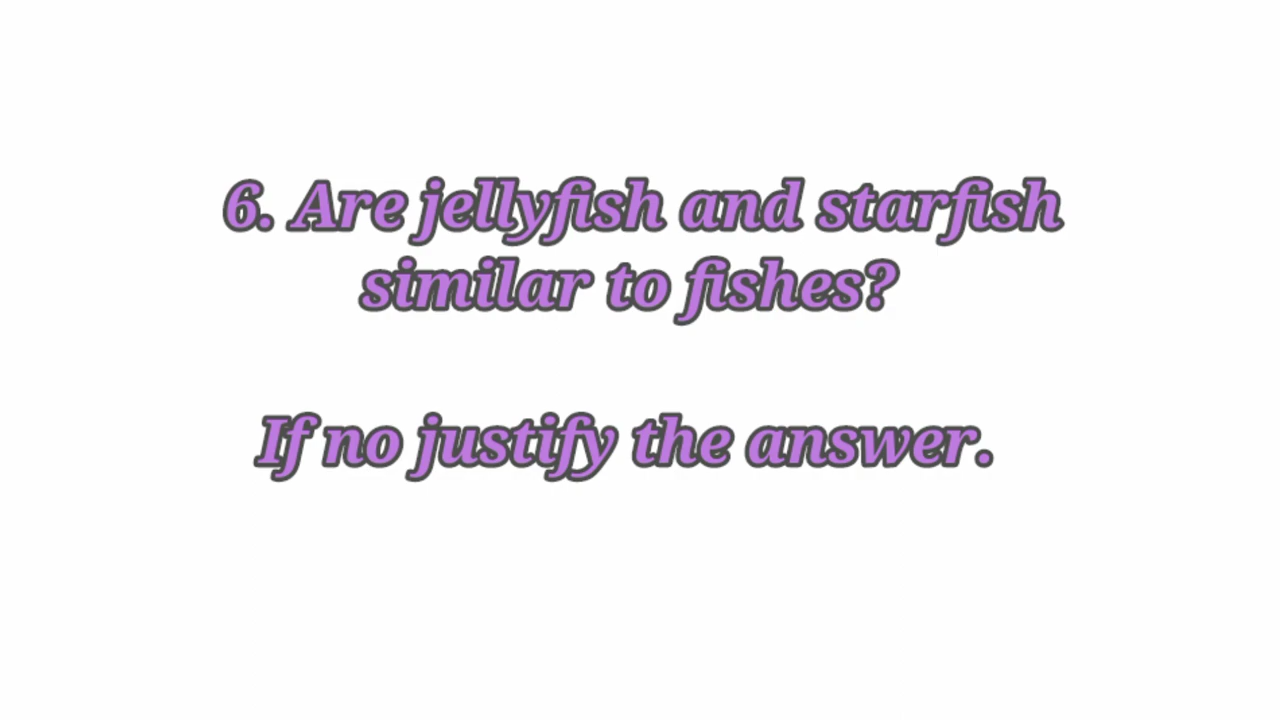 6. Are jellyfish and starfish
similar to fishes?
If no justify the answer.